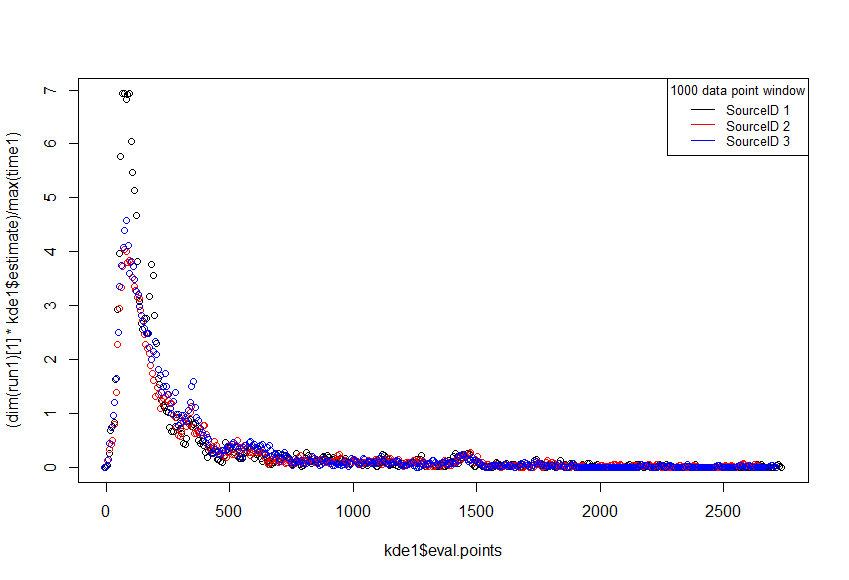 1000 data point window
SourceID 1
SourceID 2
SourceID 3
(dim(run1)[1] * kde1$estimate)/max(time1)
7
6
5
4
3
2
1
0
0 500 1000 1500 2000 2500
kde1$eval.points